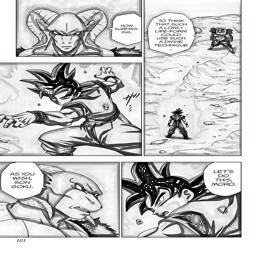 TO THINK
THAT SUCH
A LOWLY
LIFE-FORM
COULD
USE SUCH
A DIVINE
TECHNIQUE.
HOW
SURPRIS-
ING.
LET'S
DO
THIS,
MORO.
AS YOU
WISH,
SON
GOKU.
101